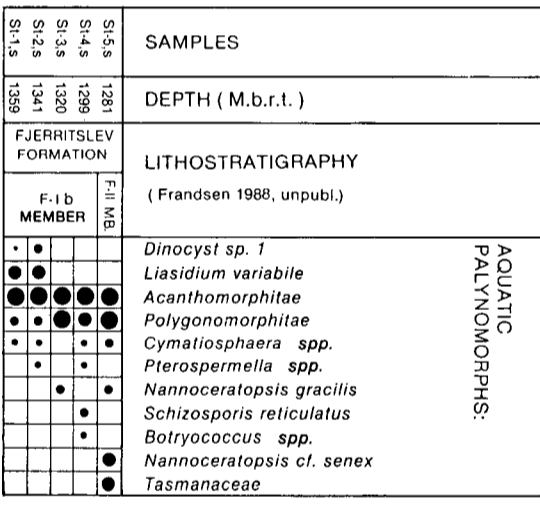 St-1,s St-2,s St-3,s St-4,s St-5,s
SAMPLES
1359 1341 1320 1299 1281
DEPTH ( M.b.r.t. )
FJERRITSLEV
FORMATION
LITHOSTRATIGRAPHY
( Frandsen 1988, unpubl.)
F-I b
MEMBER
F-II MB.
AQUATIC
PALYNOMORPHS:
Dinocyst sp. 1
Liasidium variabile
Acanthomorphitae
Polygonomorphitae
Cymatiosphaera spp.
Pterospermella spp.
Nannoceratopsis gracilis
Schizosporis reticulatus
Botryococcus spp.
Nannoceratopsis cf. senex
Tasmanaceae